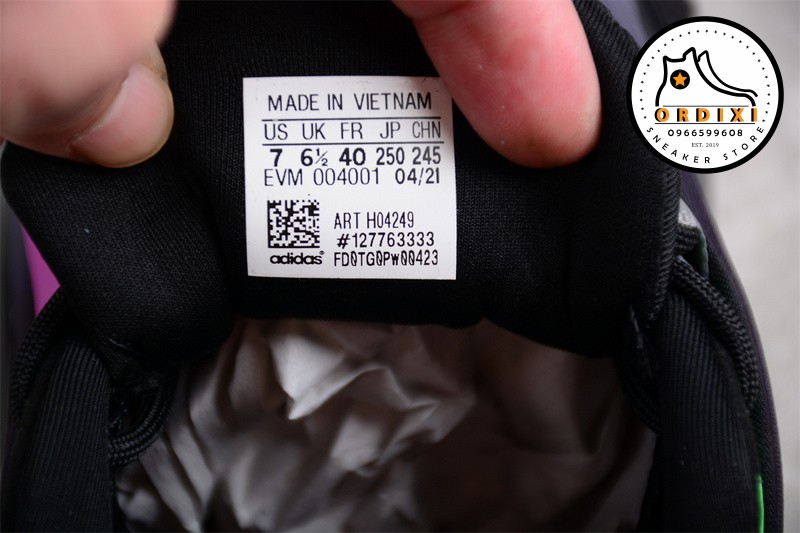 MADE IN VIETNAM
US UK FR JP CHN
7 6½ 40 250 245
EVM 004001 04/21
ART H04249
#127763333
adidas FD0TG0PW00423
ORDIXI
0966599608
EST. 2019
SNEAKER STORE